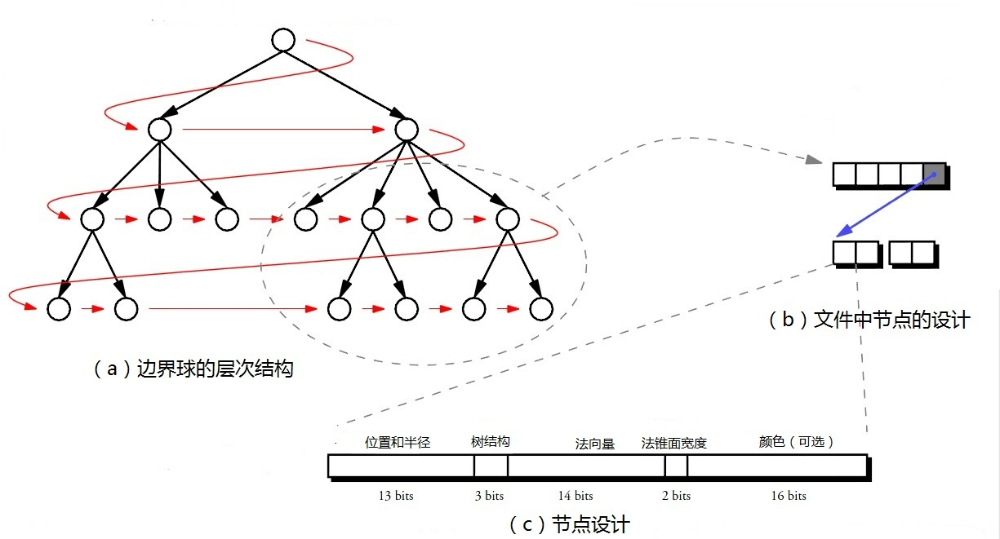 (b)文件中节点的设计
(a)边界球的层次结构
位置和半径 树结构 法向量 法锥面宽度 颜色(可选)
13 bits 3 bits 14 bits 2 bits 16 bits
(c)节点设计